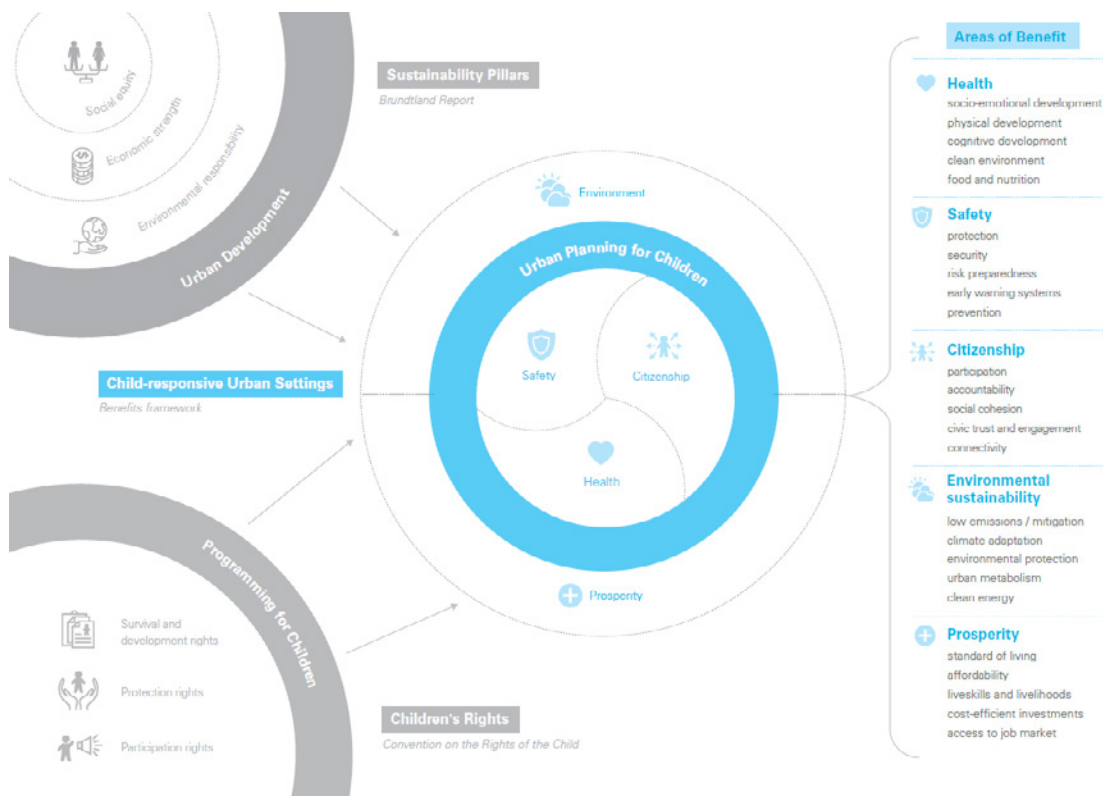 Social equity
Economic strength
Environmental responsibility
Urban Development
Sustainability Pillars
Brundtland Report
Child-responsive Urban Settings
Benefits framework
Programming for Children
Survival and
development rights
Protection rights
Participation rights
Children's Rights
Convention on the Rights of the Child
Environment
Urban Planning for Children
Safety
Citizenship
Health
Prosperity
Areas of Benefit
Health
socio-emotional development
physical development
cognitive development
clean environment
food and nutrition
Safety
protection
security
risk preparedness
early warning systems
prevention
Citizenship
participation
accountability
social cohesion
civic trust and engagement
connectivity
Environmental
sustainability
low emissions / mitigation
climate adaptation
environmental protection
urban metabolism
clean energy
Prosperity
standard of living
affordability
liveskills and livelihoods
cost-efficient investments
access to job market